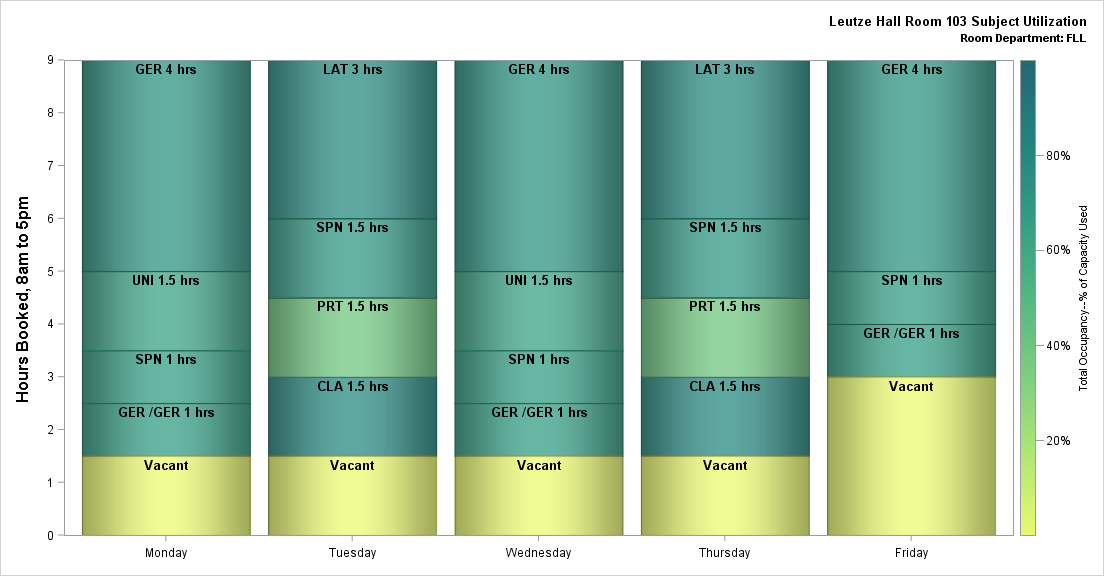 Leutze Hall Room 103 Subject Utilization
Room Department: FLL
Hours Booked, 8am to 5pm
9
8
7
6
5
4
3
2
1
0
GER 4 hrs
UNI 1.5 hrs
SPN 1 hrs
GER /GER 1 hrs
Vacant
Monday
LAT 3 hrs
SPN 1.5 hrs
PRT 1.5 hrs
CLA 1.5 hrs
Vacant
Tuesday
GER 4 hrs
UNI 1.5 hrs
SPN 1 hrs
GER /GER 1 hrs
Vacant
Wednesday
LAT 3 hrs
SPN 1.5 hrs
PRT 1.5 hrs
CLA 1.5 hrs
Vacant
Thursday
GER 4 hrs
SPN 1 hrs
GER /GER 1 hrs
Vacant
Friday
80%
60%
40%
20%
Total Occupancy--% of Capacity Used